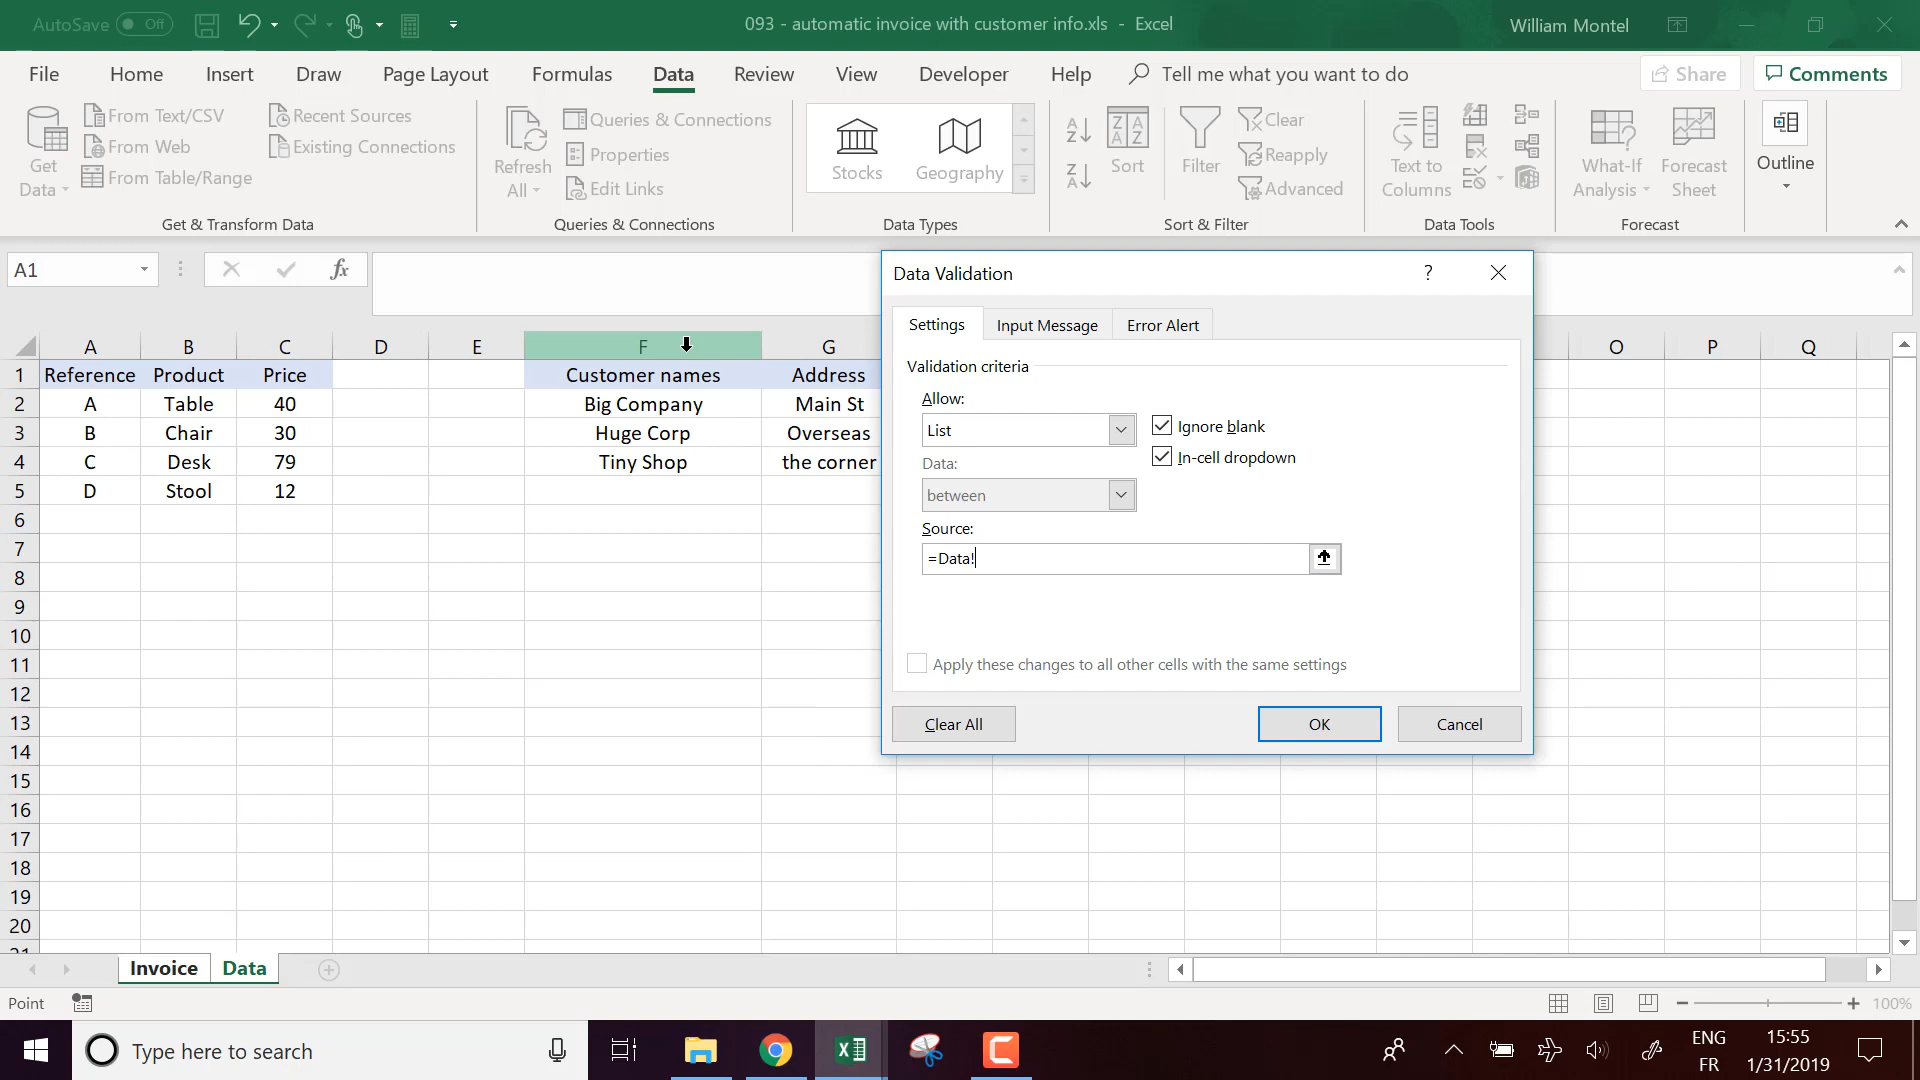 AutoSave Off
093 - automatic invoice with customer info.xls - Excel
William Montel
File Home Insert Draw Page Layout Formulas Data Review View Developer Help Tell me what you want to do
Share
Comments
Get Data
From Text/CSV
From Web
From Table/Range
Recent Sources
Existing Connections
Get & Transform Data
Refresh All
Queries & Connections
Properties
Edit Links
Queries & Connections
Stocks
Geography
Data Types
Sort
Filter
Clear
Reapply
Advanced
Sort & Filter
Text to Columns
Data Tools
What-If Analysis
Forecast Sheet
Forecast
Outline
A1
fx
A B C D E F G O P Q
1 Reference Product Price Customer names Address
2 A Table 40 Big Company Main St
3 B Chair 30 Huge Corp Overseas
4 C Desk 79 Tiny Shop the corner
5 D Stool 12
6
7
8
9
10
11
12
13
14
15
16
17
18
19
20
21
Data Validation
?
Settings Input Message Error Alert
Validation criteria
Allow:
List
Ignore blank
In-cell dropdown
Data:
between
Source:
=Data!
Apply these changes to all other cells with the same settings
Clear All
OK
Cancel
Invoice Data
Point
100%
Type here to search
ENG
FR
15:55
1/31/2019